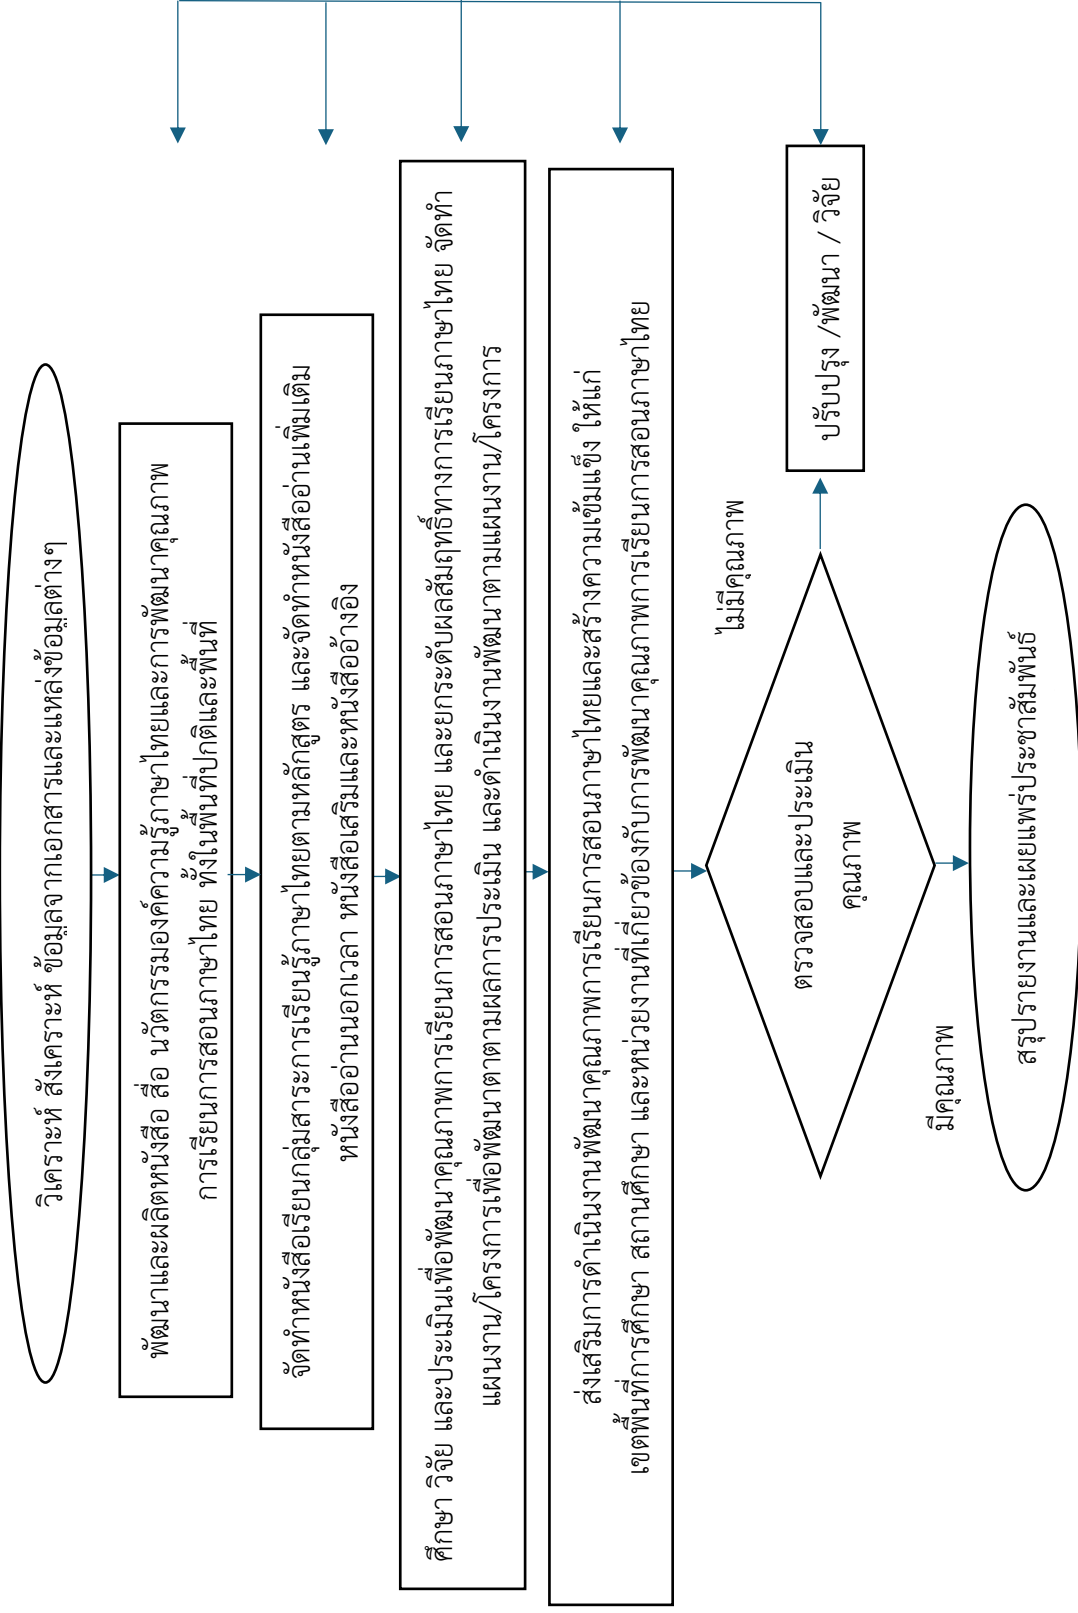 วิเคราะห์ สังเคราะห์ ข้อมูลจากเอกสารและแหล่งข้อมูลต่างๆ
พัฒนาและผลิตหนังสือ สื่อ นวัตกรรมองค์ความรู้ภาษาไทยและการพัฒนาคุณภาพ
การเรียนการสอนภาษาไทย ทั้งในพื้นที่ปกติและพื้นที่
จัดทำหนังสือเรียนกลุ่มสาระการเรียนรู้ภาษาไทยตามหลักสูตร และจัดทำหนังสืออ่านเพิ่มเติม
หนังสืออ่านนอกเวลา หนังสือเสริมและหนังสืออ้างอิง
ศึกษา วิจัย และประเมินเพื่อพัฒนาคุณภาพการเรียนการสอนภาษาไทย และยกระดับผลสัมฤทธิ์ทางการเรียนภาษาไทย จัดทำ
แผนงาน/โครงการเพื่อพัฒนาตาตามผลการประเมิน และดำเนินงานพัฒนาตามแผนงาน/โครงการ
ส่งเสริมการดำเนินงานพัฒนาคุณภาพการเรียนการสอนภาษาไทยและสร้างความเข้มแข็ง ให้แก่
เขตพื้นที่การศึกษา สถานศึกษา และหน่วยงานที่เกี่ยวข้องกับการพัฒนาคุณภาพการเรียนการสอนภาษาไทย
ตรวจสอบและประเมิน
คุณภาพ
ไม่มีคุณภาพ
ปรับปรุง /พัฒนา / วิจัย
มีคุณภาพ
สรุปรายงานและเผยแพร่ประชาสัมพันธ์